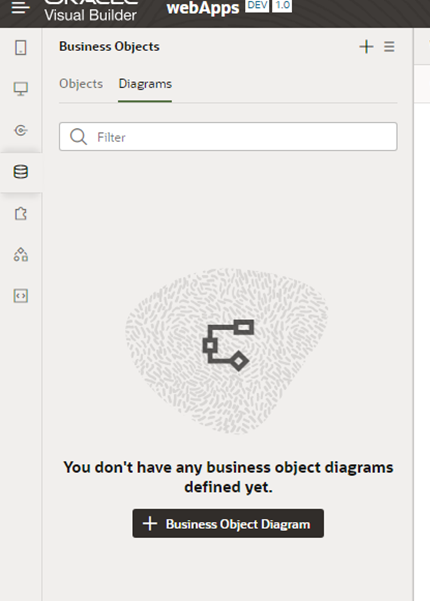 ORACLE
Visual Builder
webApps DEV 1.0
Business Objects
Objects Diagrams
Filter
You don't have any business object diagrams
defined yet.
Business Object Diagram